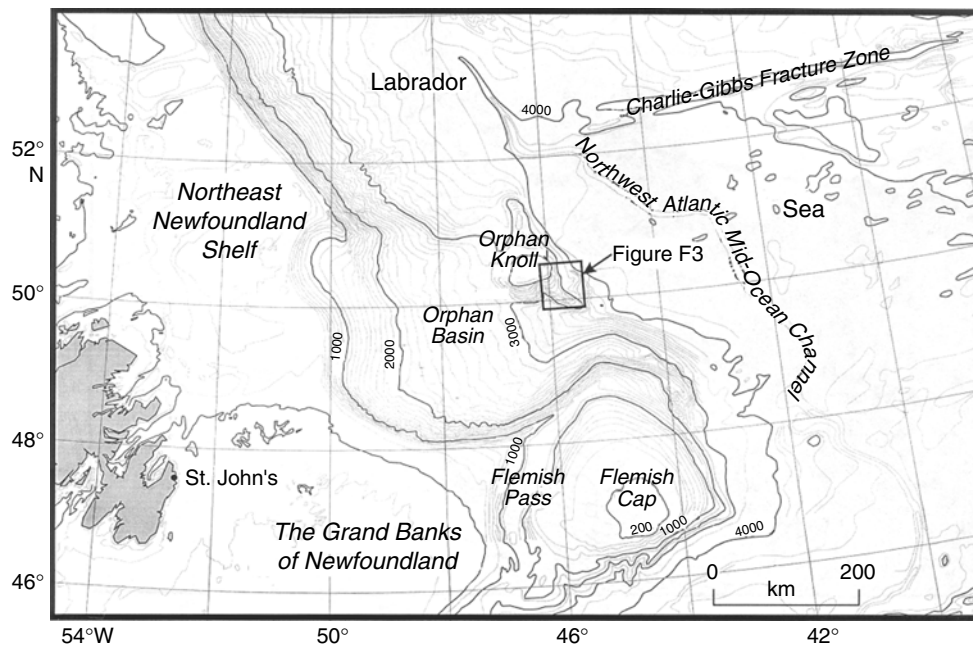 Labrador
Charlie-Gibbs Fracture Zone
4000
52°
N
Northwest Atlantic Mid-Ocean Channel
Northeast
Newfoundland
Shelf
Sea
Orphan
Knoll
Figure F3
50°
Orphan
Basin
3000
1000
2000
48°
1000
St. John's
Flemish
Pass
Flemish
Cap
200
1000
4000
The Grand Banks
of Newfoundland
0
200
km
46°
54°W
50°
46°
42°